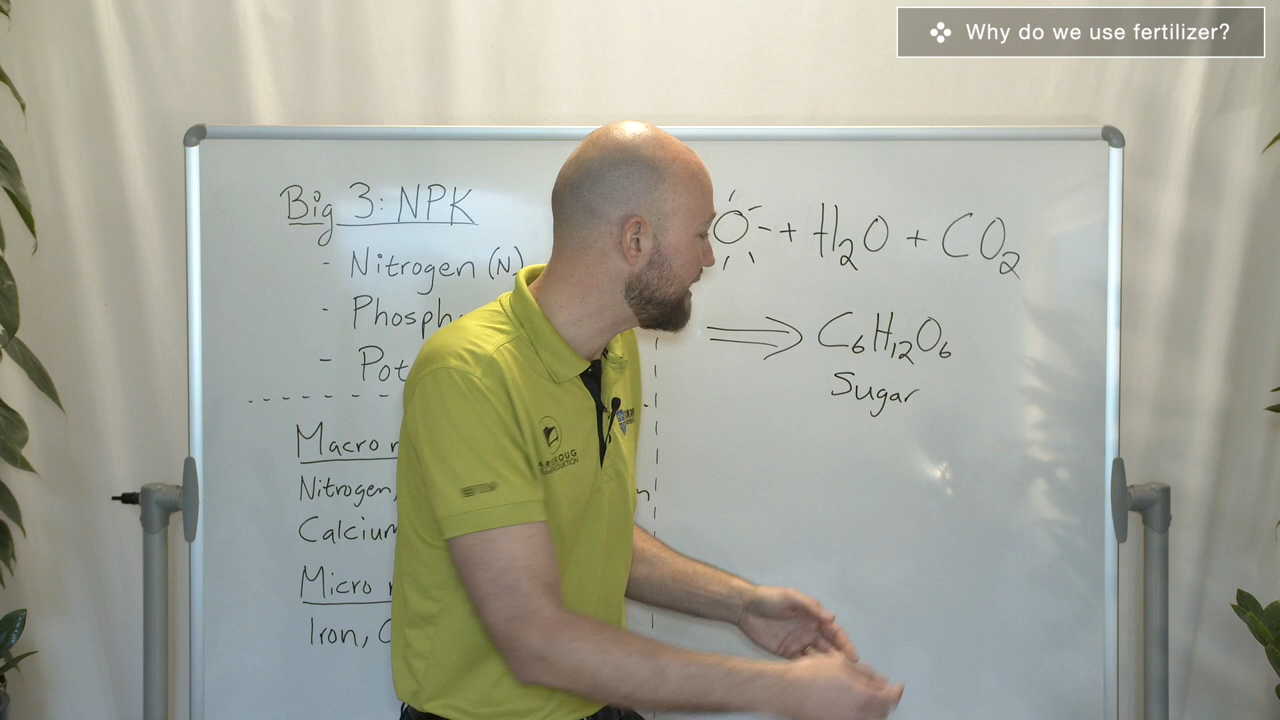 Why do we use fertilizer?
Big 3: NPK
- Nitrogen (N)
- Phosph
- Pot
Macro
Nitrogen,
Calcium
Micro
Iron,
+ H₂O + CO₂
⇒ C₆H₁₂O₆
Sugar